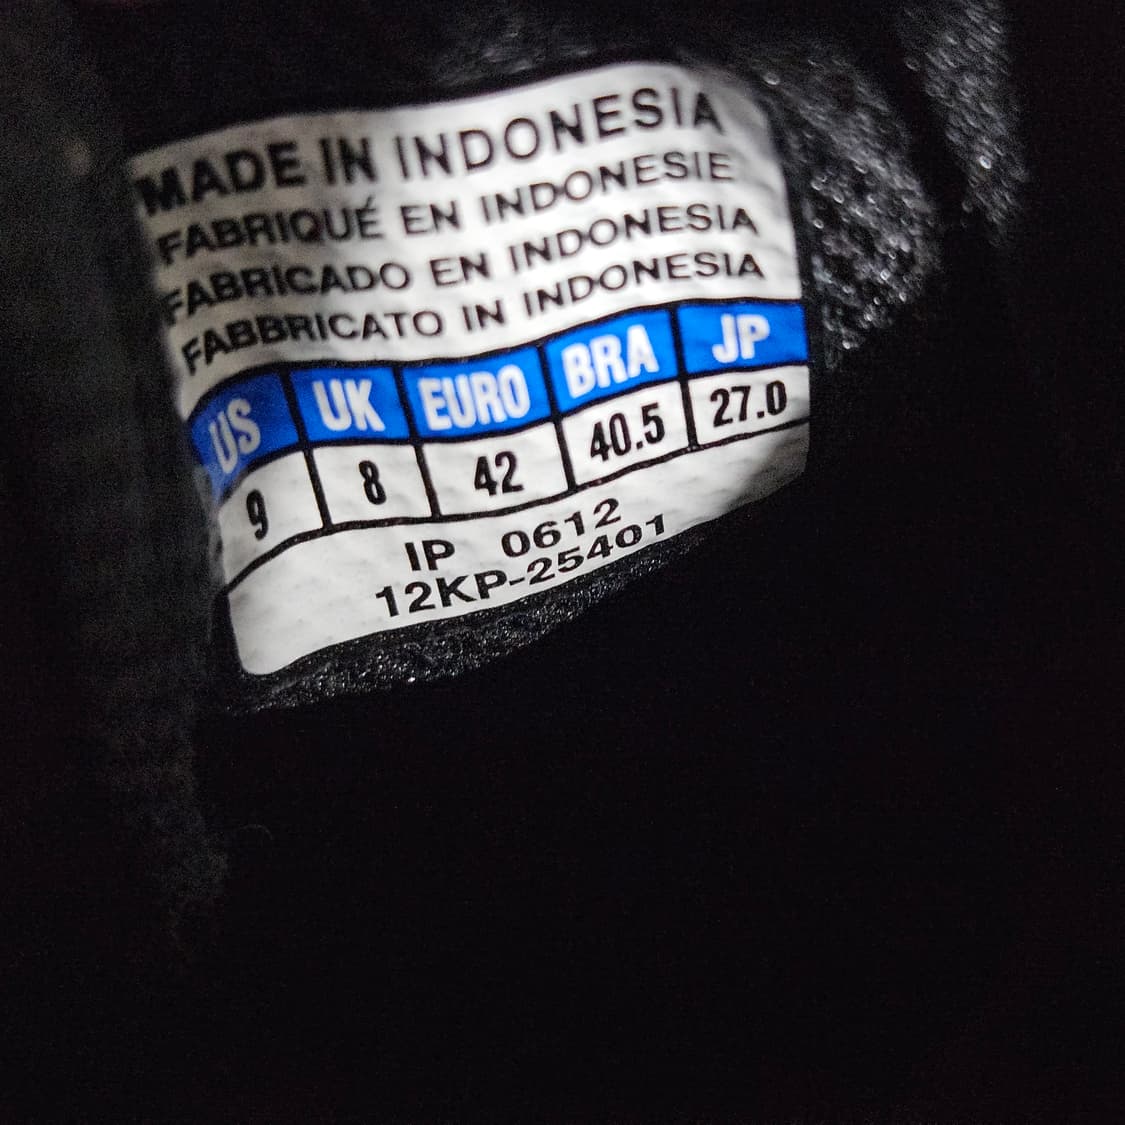 MADE IN INDONESIA
FABRIQUÉ EN INDONESIE
FABRICADO EN INDONESIA
FABBRICATO IN INDONESIA
US UK EURO BRA JP
9 8 42 40.5 27.0
IP 0612
12KP-25401